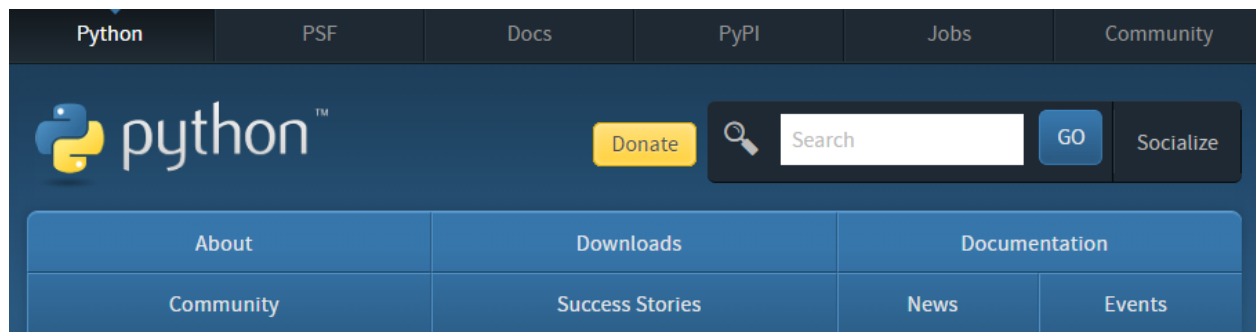 Python PSF Docs PyPI Jobs Community
python™ Donate Search GO Socialize
About Downloads Documentation
Community Success Stories News Events